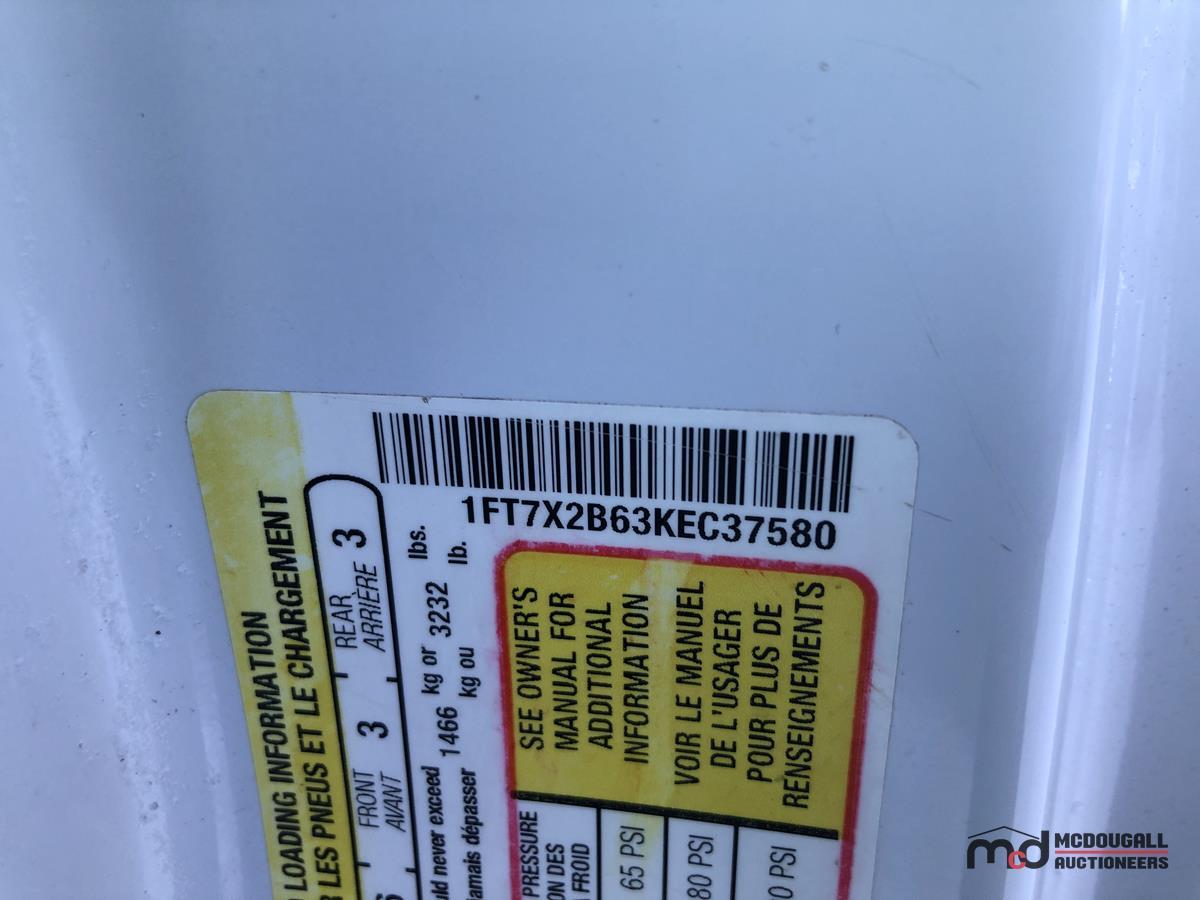 1FT7X2B63KEC37580
LOADING INFORMATION
LES PNEUS ET LE CHARGEMENT
FRONT
AVANT 3
REAR
ARRIÈRE 3
never exceed 1466 kg or 3232 lbs.
jamais dépasser kg ou lb.
SEE OWNER'S
MANUAL FOR
ADDITIONAL
INFORMATION
VOIR LE MANUEL
DE L'USAGER
POUR PLUS DE
RENSEIGNEMENTS
PRESSURE
DES
FROID
65 PSI
80 PSI
PSI
mcd MCDOUGALL
AUCTIONEERS